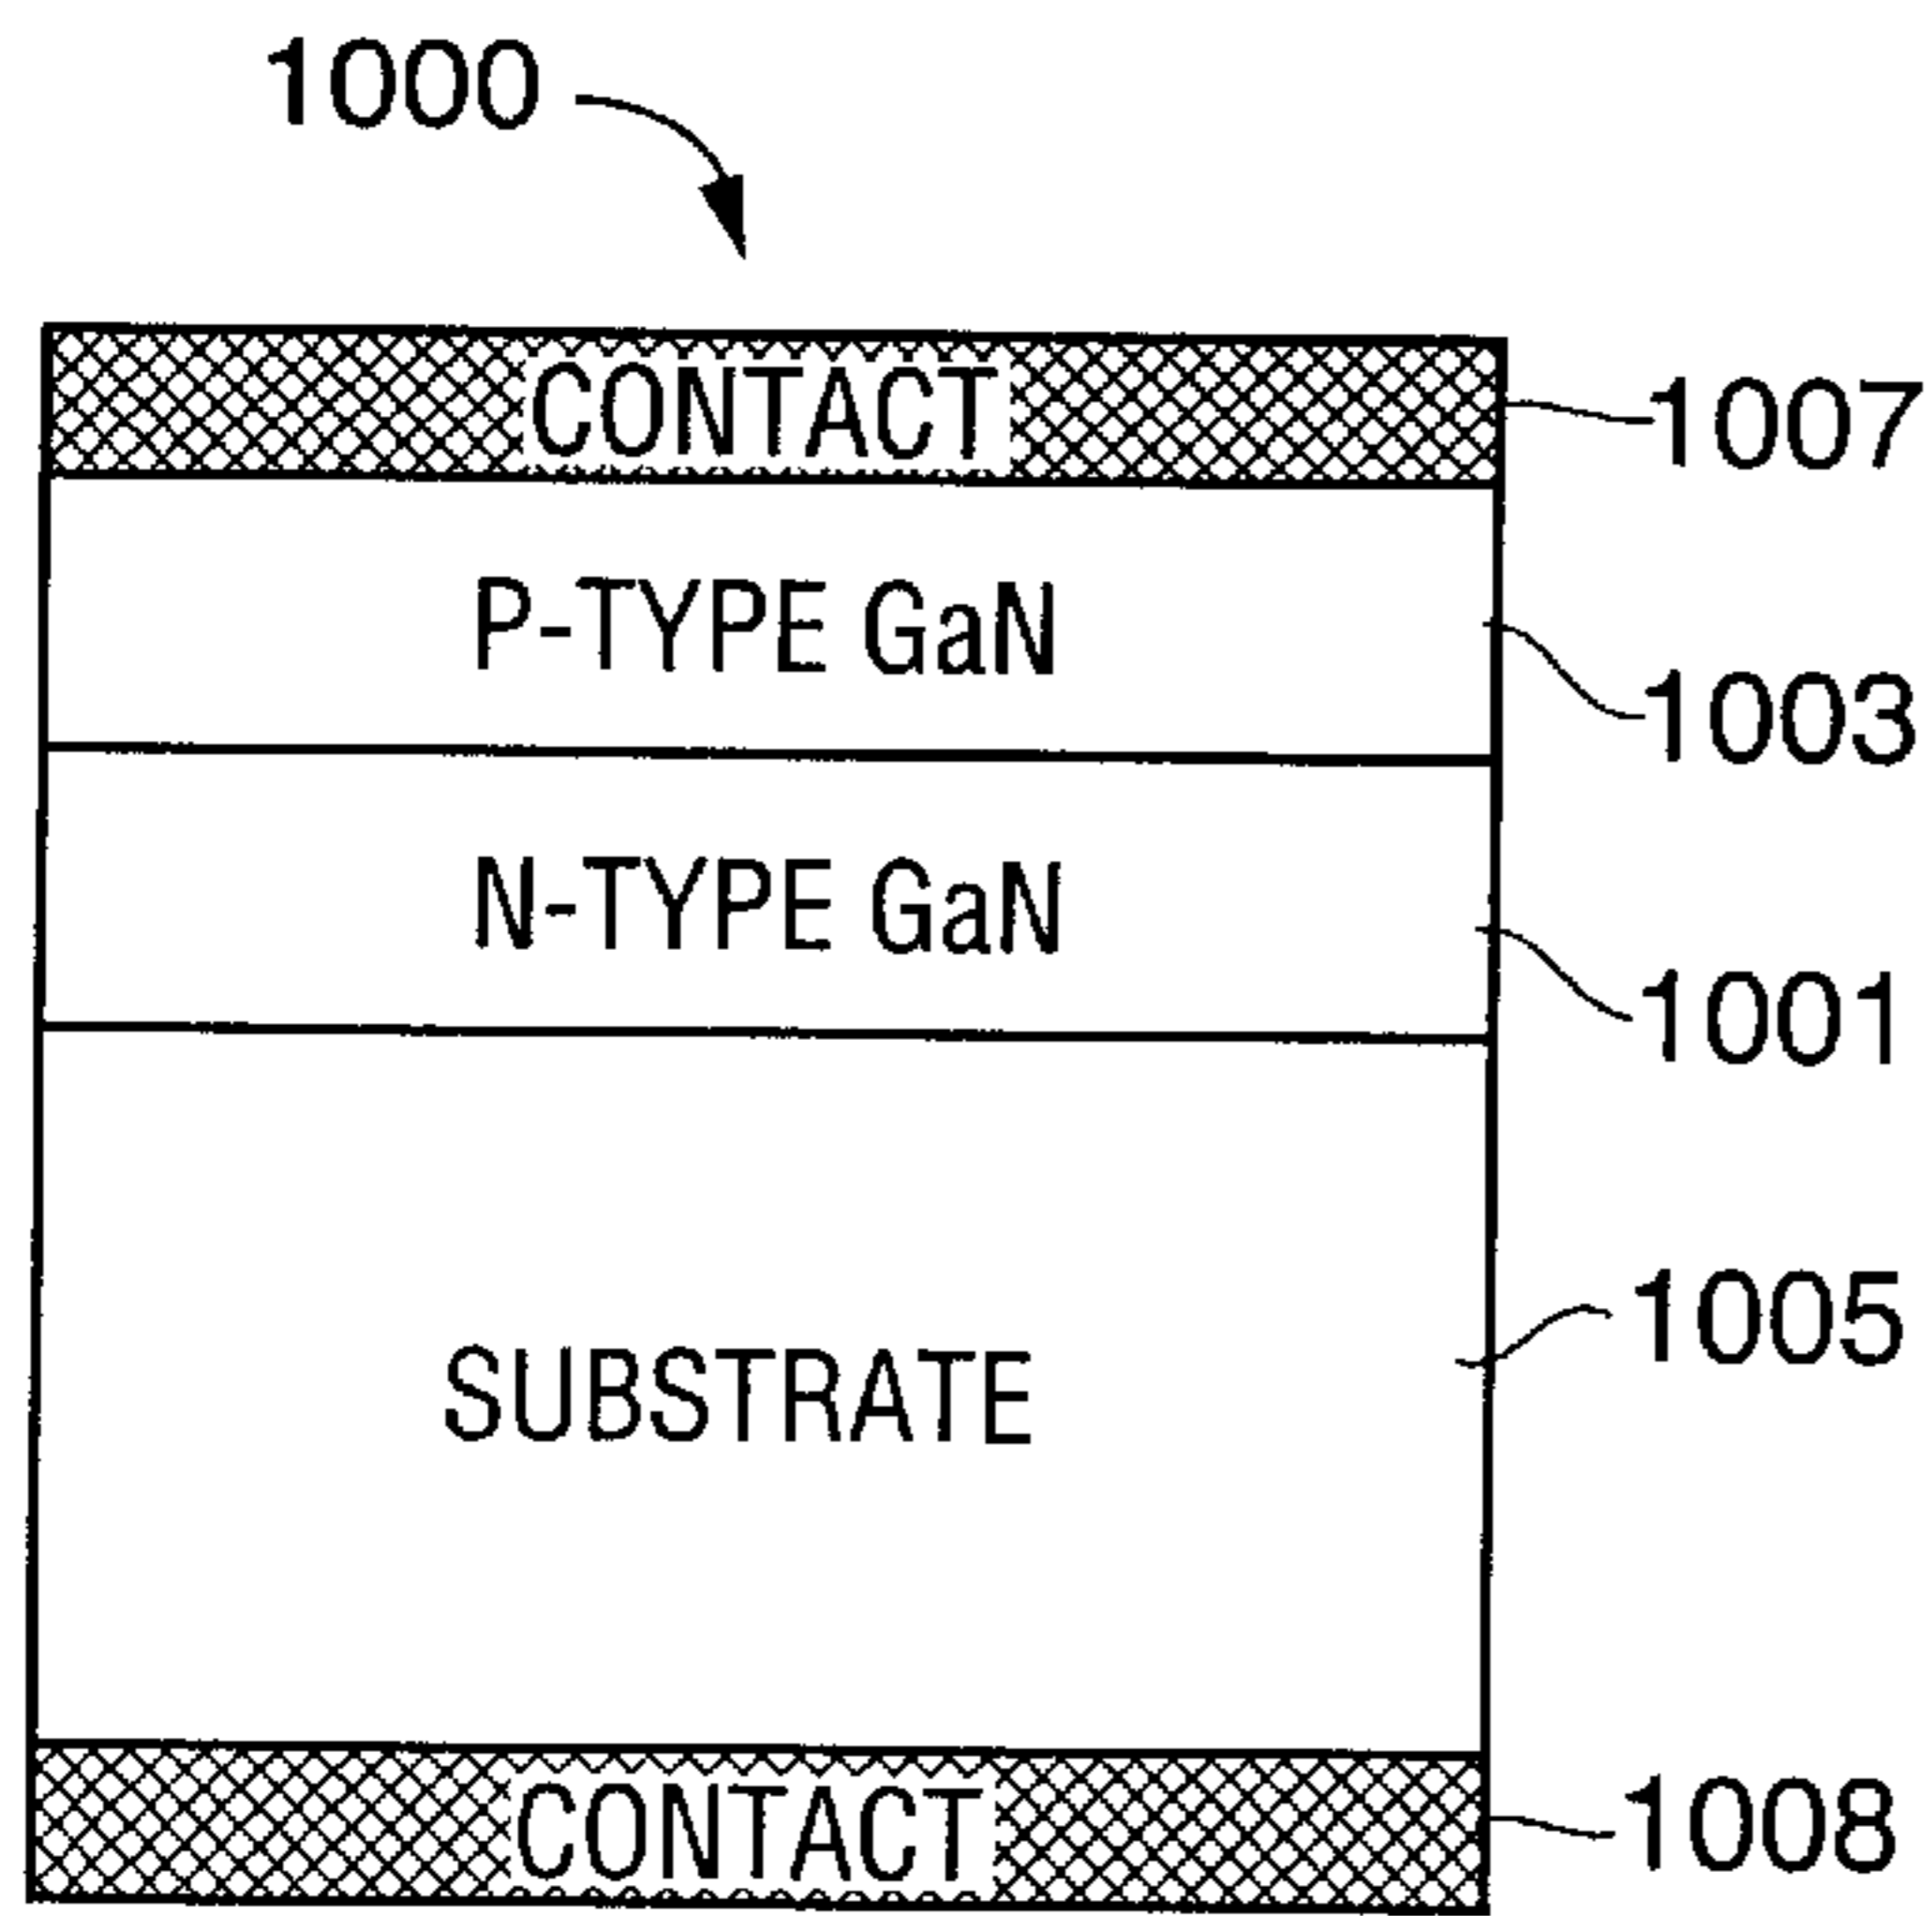 1000
CONTACT
1007
P-TYPE GaN
1003
N-TYPE GaN
1001
SUBSTRATE
1005
CONTACT
1008